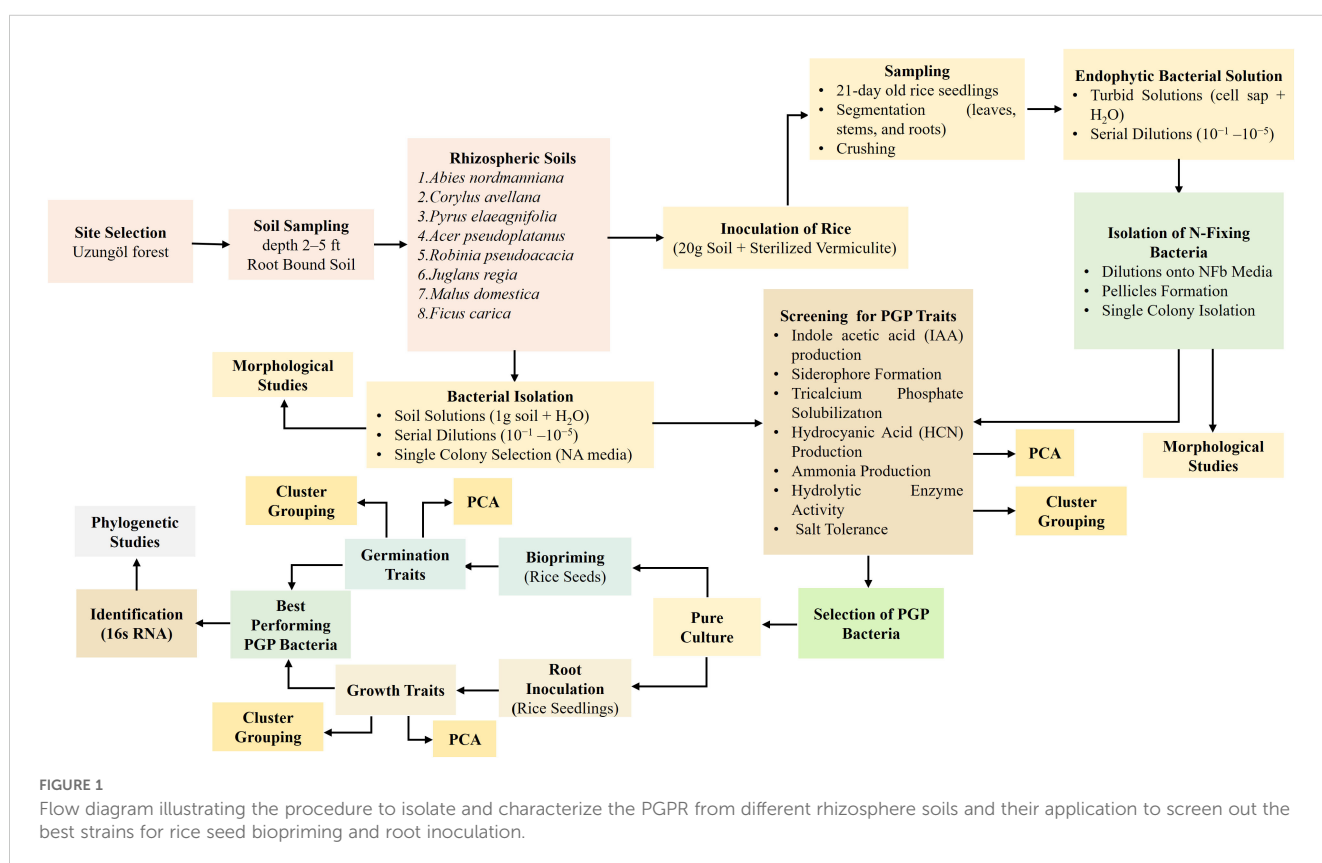 Site Selection
Uzungöl forest
Soil Sampling
depth 2–5 ft
Root Bound Soil
Rhizospheric Soils
1.Abies nordmanniana
2.Corylus avellana
3.Pyrus elaeagnifolia
4.Acer pseudoplatanus
5.Robinia pseudoacacia
6.Juglans regia
7.Malus domestica
8.Ficus carica
Inoculation of Rice
(20g Soil + Sterilized Vermiculite)
Sampling
• 21-day old rice seedlings
• Segmentation (leaves,
stems, and roots)
• Crushing
Endophytic Bacterial Solution
• Turbid Solutions (cell sap +
H₂O)
• Serial Dilutions (10⁻¹ –10⁻⁵)
Isolation of N-Fixing
Bacteria
• Dilutions onto NFb Media
• Pellicles Formation
• Single Colony Isolation
Morphological
Studies
Morphological
Studies
Bacterial Isolation
• Soil Solutions (1g soil + H₂O)
• Serial Dilutions (10⁻¹ –10⁻⁵)
• Single Colony Selection (NA media)
Screening for PGP Traits
• Indole acetic acid (IAA)
production
• Siderophore Formation
• Tricalcium Phosphate
Solubilizatıon
• Hydrocyanic Acid (HCN)
Production
• Ammonia Production
• Hydrolytic Enzyme
Activity
• Salt Tolerance
PCA
Cluster
Grouping
Selection of PGP
Bacteria
Pure
Culture
Biopriming
(Rice Seeds)
Germination
Traits
Cluster
Grouping
PCA
Root
Inoculation
(Rice Seedlings)
Growth Traits
Cluster
Grouping
PCA
Best
Performing
PGP Bacteria
Identification
(16s RNA)
Phylogenetic
Studies
FIGURE 1
Flow diagram illustrating the procedure to isolate and characterize the PGPR from different rhizosphere soils and their application to screen out the
best strains for rice seed biopriming and root inoculation.